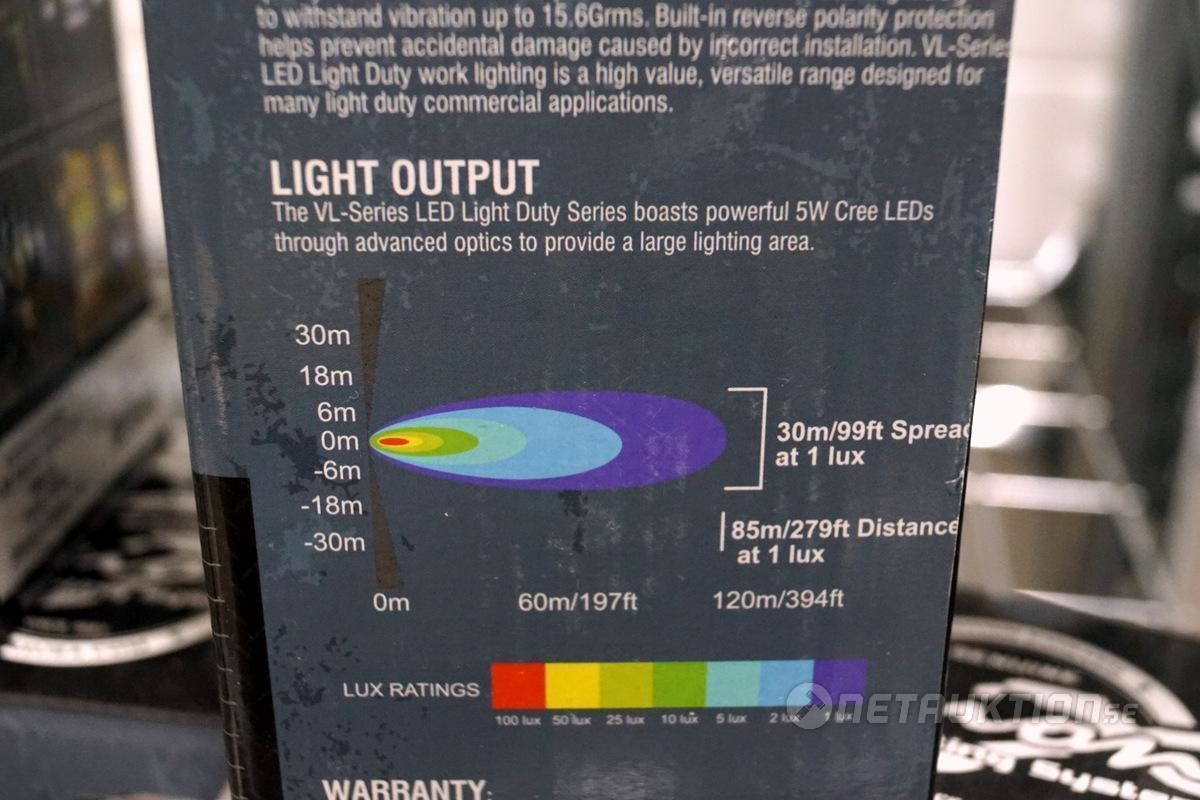 to withstand vibration up to 15.6Grms. Built-in reverse polarity protection
helps prevent accidental damage caused by incorrect installation. VL-Series
LED Light Duty work lighting is a high value, versatile range designed for
many light duty commercial applications.
LIGHT OUTPUT
The VL-Series LED Light Duty Series boasts powerful 5W Cree LEDs
through advanced optics to provide a large lighting area.
30m
18m
6m
0m
-6m
-18m
-30m
30m/99ft Spread
at 1 lux
85m/279ft Distance
at 1 lux
0m 60m/197ft 120m/394ft
LUX RATINGS
100 lux 50 lux 25 lux 10 lux 5 lux 2 lux 1 lux
NETAUKTION.SE
WARRANTY: